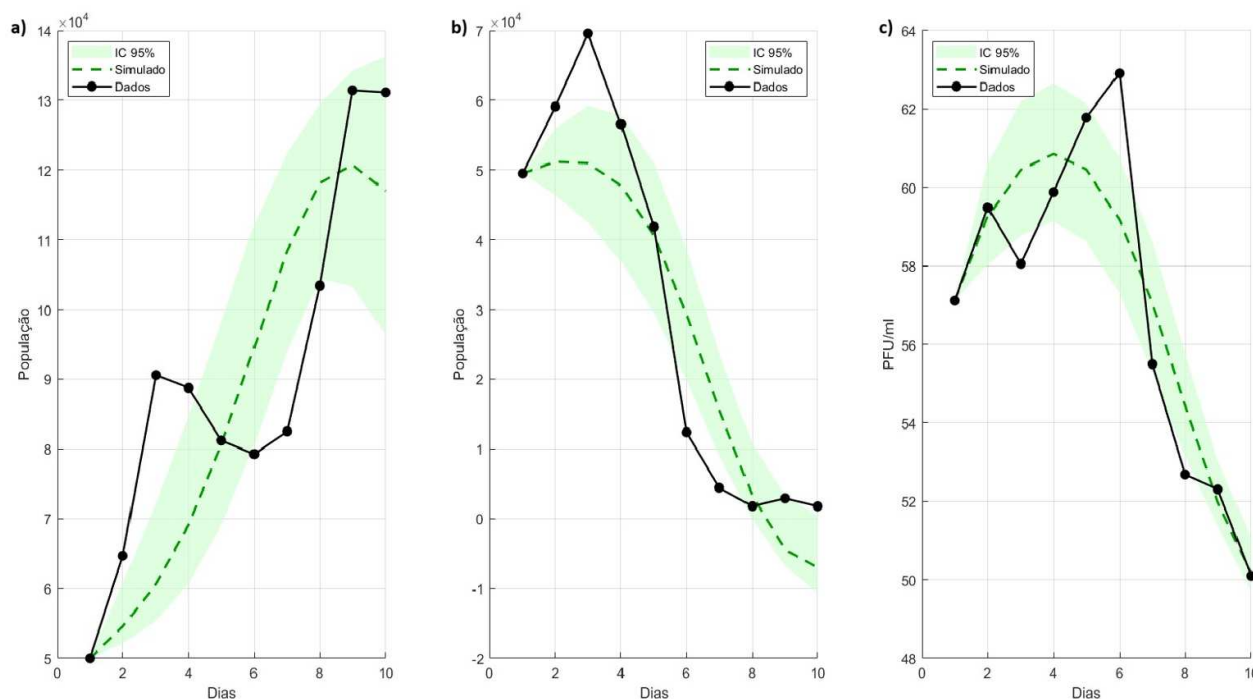 a)
×10⁴
14
13
12
11
10
9
8
7
6
5
0 2 4 6 8 10
População
Dias
IC 95%
Simulado
Dados
b)
×10⁴
7
6
5
4
3
2
1
0
-1
-2
0 2 4 6 8 10
População
Dias
IC 95%
Simulado
Dados
c)
64
62
60
58
56
54
52
50
48
0 2 4 6 8 10
PFU/ml
Dias
IC 95%
Simulado
Dados